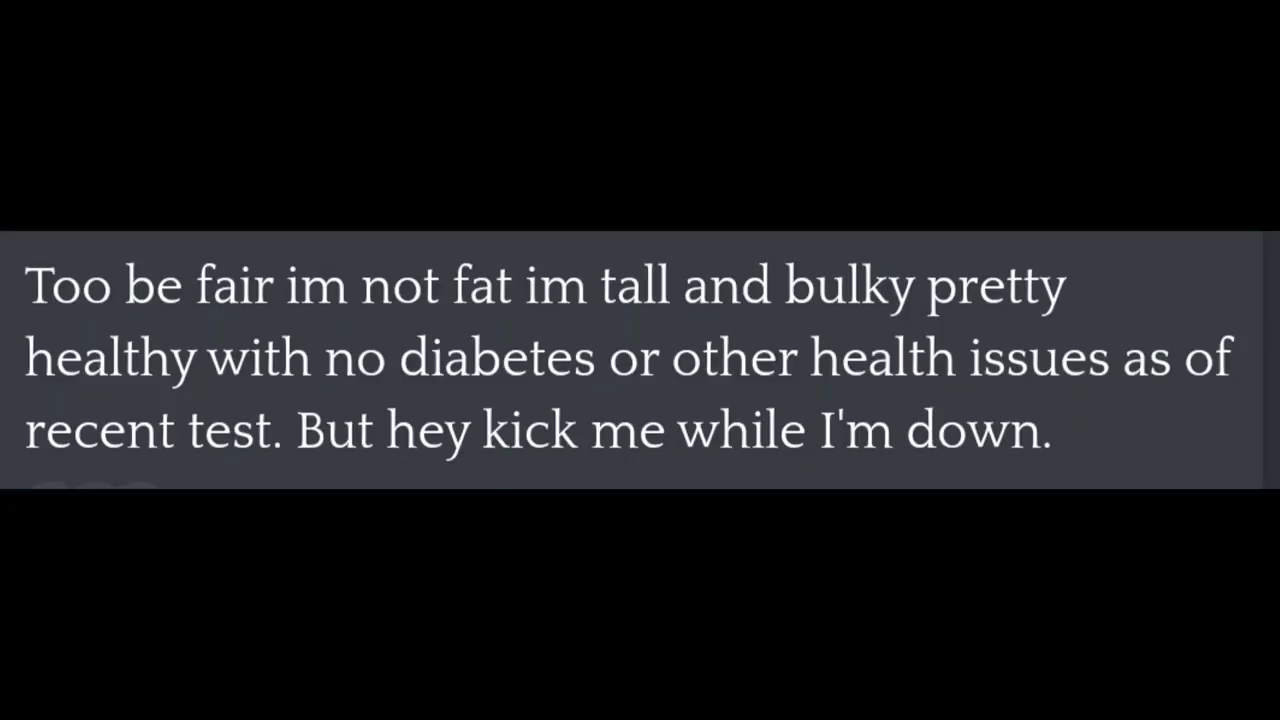 Too be fair im not fat im tall and bulky pretty
healthy with no diabetes or other health issues as of
recent test. But hey kick me while I'm down.